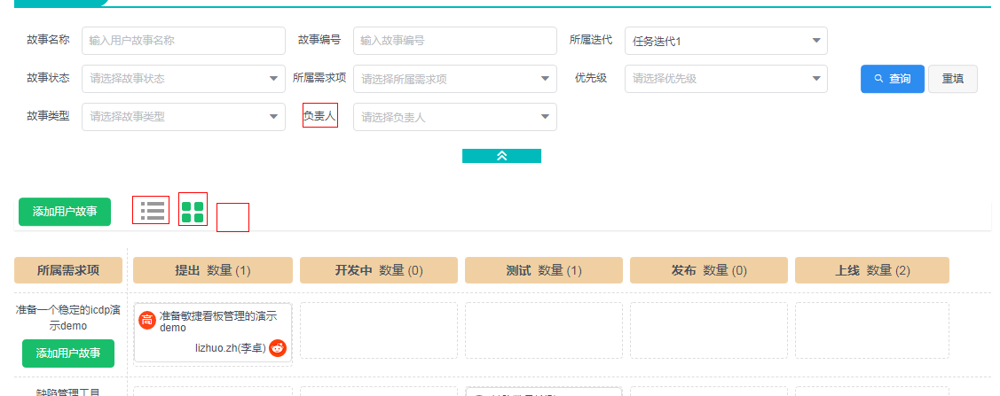 故事名称 输入用户故事名称 故事编号 输入故事编号 所属迭代 任务迭代1
故事状态 请选择故事状态 所属需求项 请选择所属需求项 优先级 请选择优先级 查询 重填
故事类型 请选择故事类型 负责人 请选择负责人
添加用户故事
所属需求项 提出 数量 (1) 开发中 数量 (0) 测试 数量 (1) 发布 数量 (0) 上线 数量 (2)
准备一个稳定的icdp演
示demo
添加用户故事
高 准备敏捷看板管理的演示
demo
lizhuo.zh(李卓)
缺陷管理工具